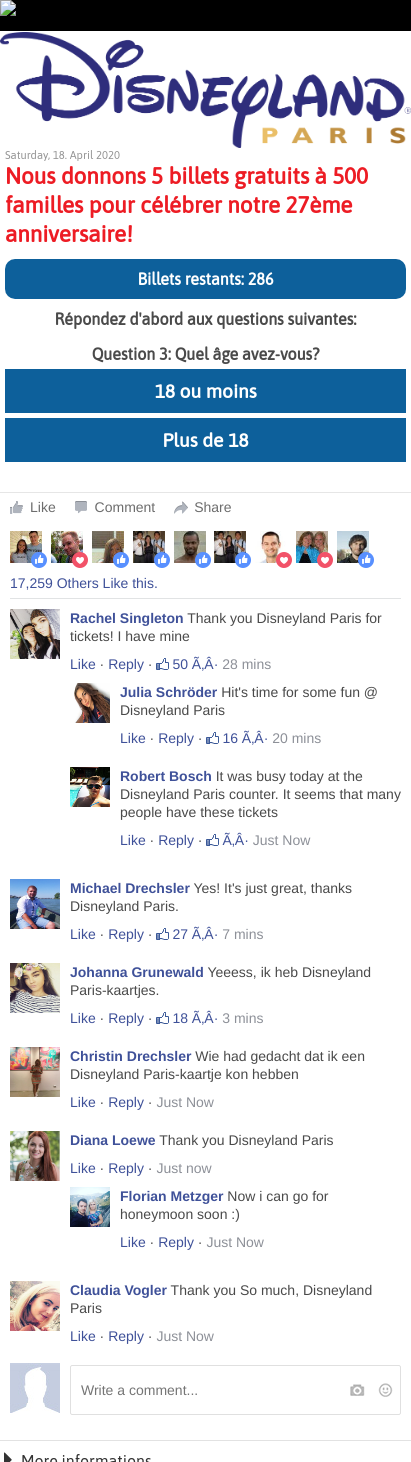 DISNEYLAND®
PARIS
Saturday, 18. April 2020
Nous donnons 5 billets gratuits à 500
familles pour célébrer notre 27ème
anniversaire!
Billets restants: 286
Répondez d'abord aux questions suivantes:
Question 3: Quel âge avez-vous?
18 ou moins
Plus de 18
Like Comment Share
17,259 Others Like this.
Rachel Singleton Thank you Disneyland Paris for
tickets! I have mine
Like · Reply · 50 Ã‚Â· 28 mins
Julia Schröder Hit's time for some fun @
Disneyland Paris
Like · Reply · 16 Ã‚Â· 20 mins
Robert Bosch It was busy today at the
Disneyland Paris counter. It seems that many
people have these tickets
Like · Reply · Ã‚Â· Just Now
Michael Drechsler Yes! It's just great, thanks
Disneyland Paris.
Like · Reply · 27 Ã‚Â· 7 mins
Johanna Grunewald Yeeess, ik heb Disneyland
Paris-kaartjes.
Like · Reply · 18 Ã‚Â· 3 mins
Christin Drechsler Wie had gedacht dat ik een
Disneyland Paris-kaartje kon hebben
Like · Reply · Just Now
Diana Loewe Thank you Disneyland Paris
Like · Reply · Just now
Florian Metzger Now i can go for
honeymoon soon :)
Like · Reply · Just Now
Claudia Vogler Thank you So much, Disneyland
Paris
Like · Reply · Just Now
Write a comment...
More informations